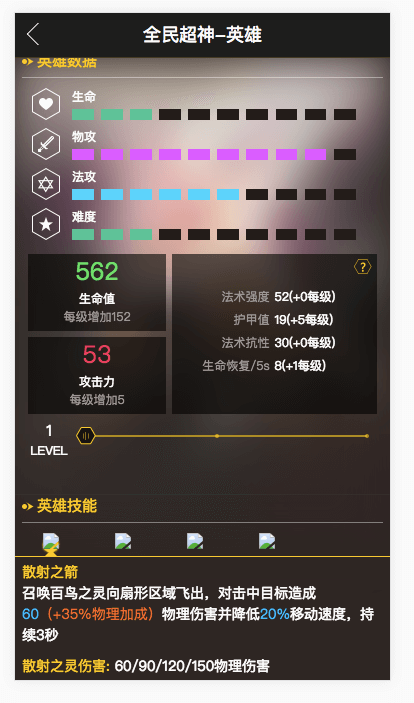 全民超神-英雄
英雄数据
生命
物攻
法攻
难度
562
生命值
每级增加152
53
攻击力
每级增加5
?
法术强度 52(+0每级)
护甲值 19(+5每级)
法术抗性 30(+0每级)
生命恢复/5s 8(+1每级)
1
LEVEL
英雄技能
散射之箭
召唤百鸟之灵向扇形区域飞出，对击中目标造成
60（+35%物理加成）物理伤害并降低20%移动速度，持
续3秒
散射之灵伤害: 60/90/120/150物理伤害